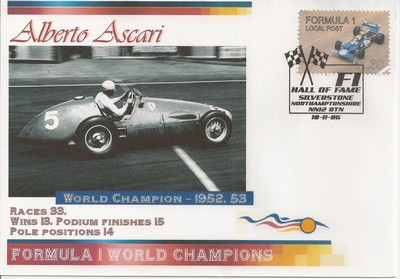 Alberto Ascari
FORMULA 1
LOCAL POST
F1
HALL OF FAME
SILVERSTONE
NORTHAMPTONSHIRE
NN12 8TN
10-11-06
5
WORLD CHAMPION - 1952. 53
RACES 33.
WINS 13. PODIUM FINISHES 15
POLE POSITIONS 14
FORMULA 1 WORLD CHAMPIONS